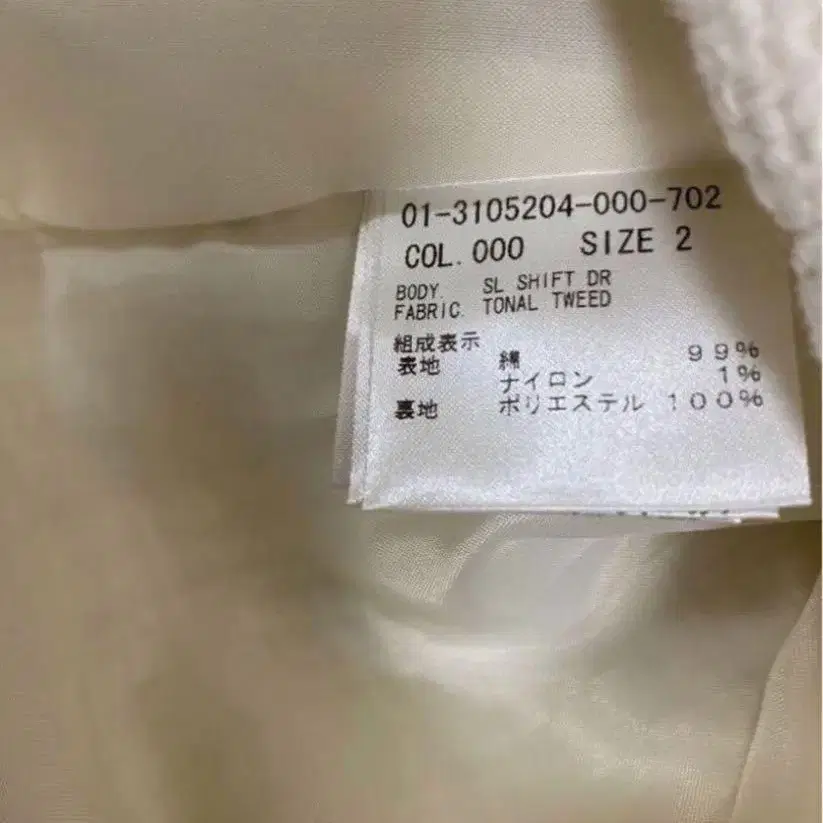 01-3105204-000-702
COL.000 SIZE 2
BODY. SL SHIFT DR
FABRIC. TONAL TWEED
組成表示
表地 綿 99%
ナイロン 1%
裏地 ポリエステル 100%